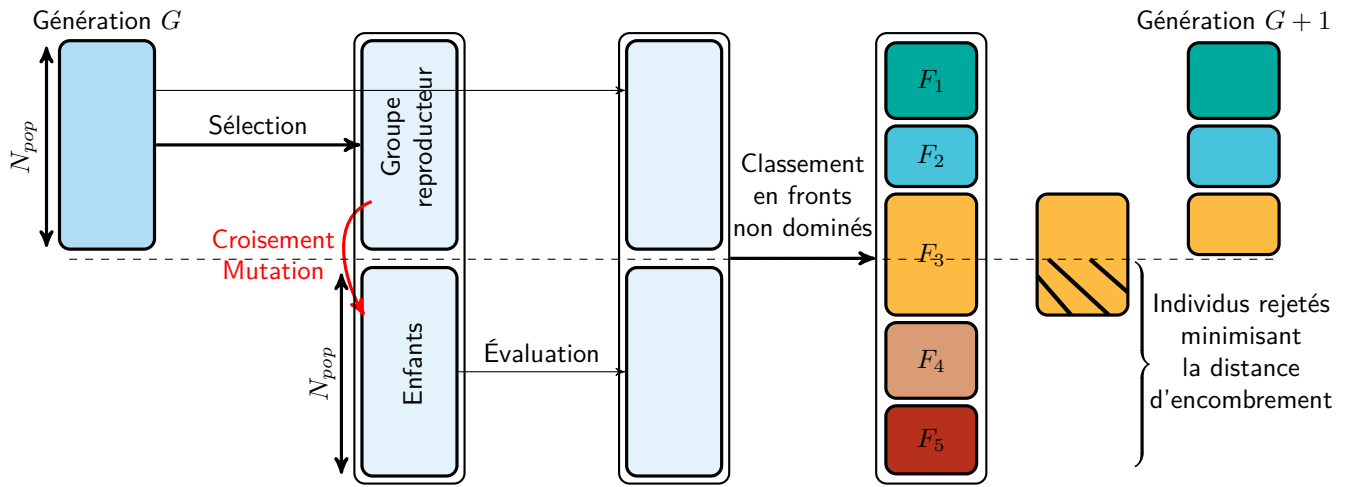 Génération G
Génération G + 1
N_pop
Sélection
Groupe
reproducteur
Croisement
Mutation
N_pop
Enfants
Évaluation
Classement
en fronts
non dominés
F_1
F_2
F_3
F_4
F_5
Individus rejetés
minimisant
la distance
d'encombrement